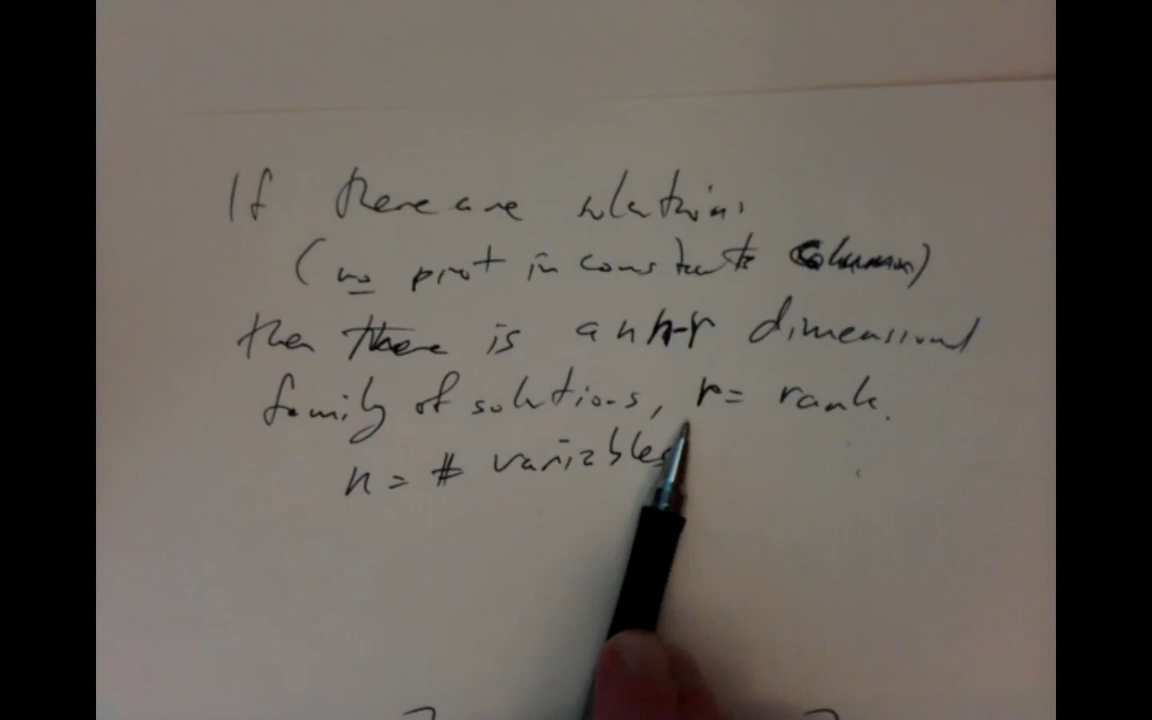 If there are solutions
(no pivot in constants column)
then there is an n-r dimensional
family of solutions, r = rank.
n = # variables